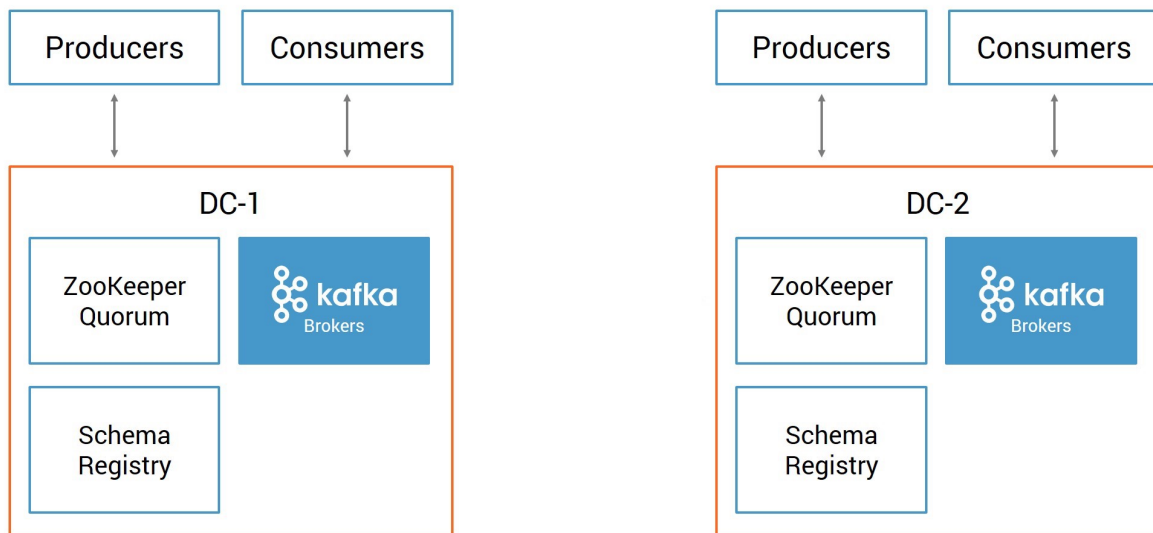 Producers
Consumers
DC-1
ZooKeeper
Quorum
kafka
Brokers
Schema
Registry
Producers
Consumers
DC-2
ZooKeeper
Quorum
kafka
Brokers
Schema
Registry